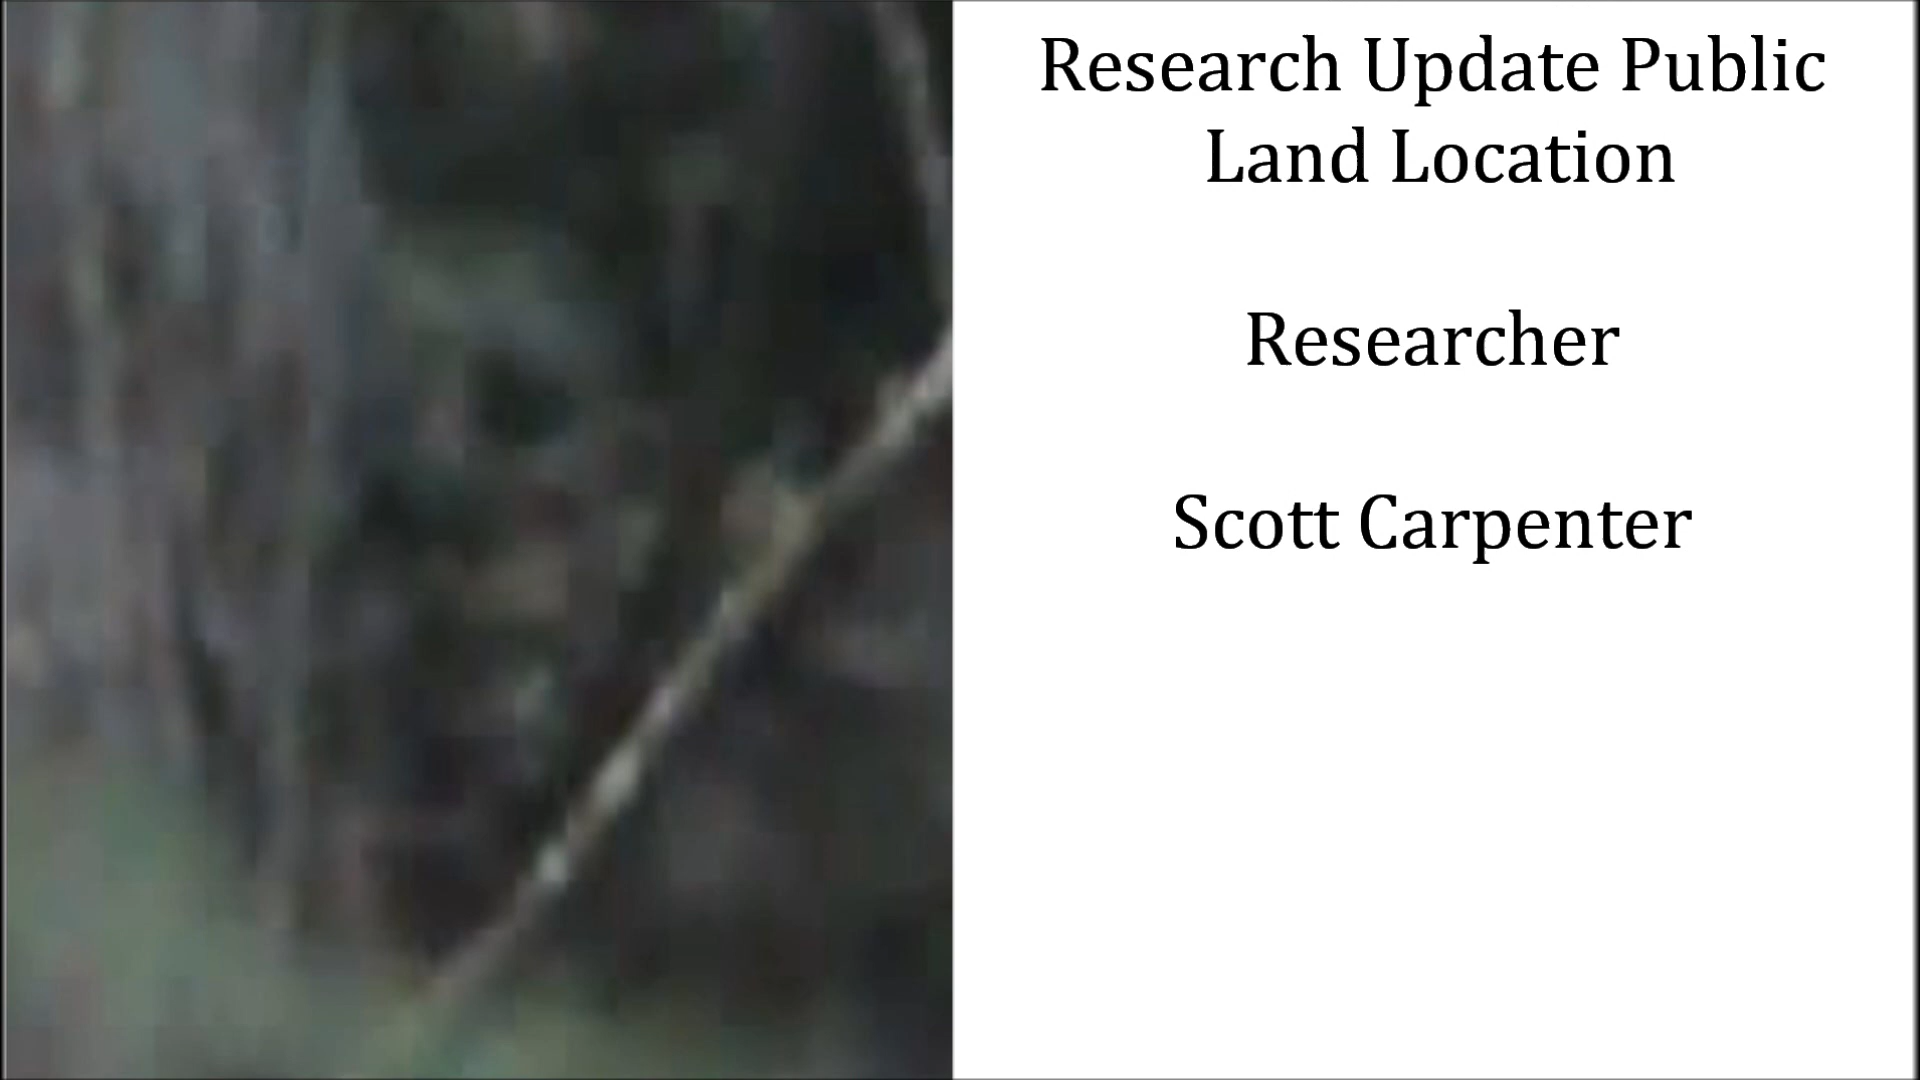 Research Update Public
Land Location
Researcher
Scott Carpenter